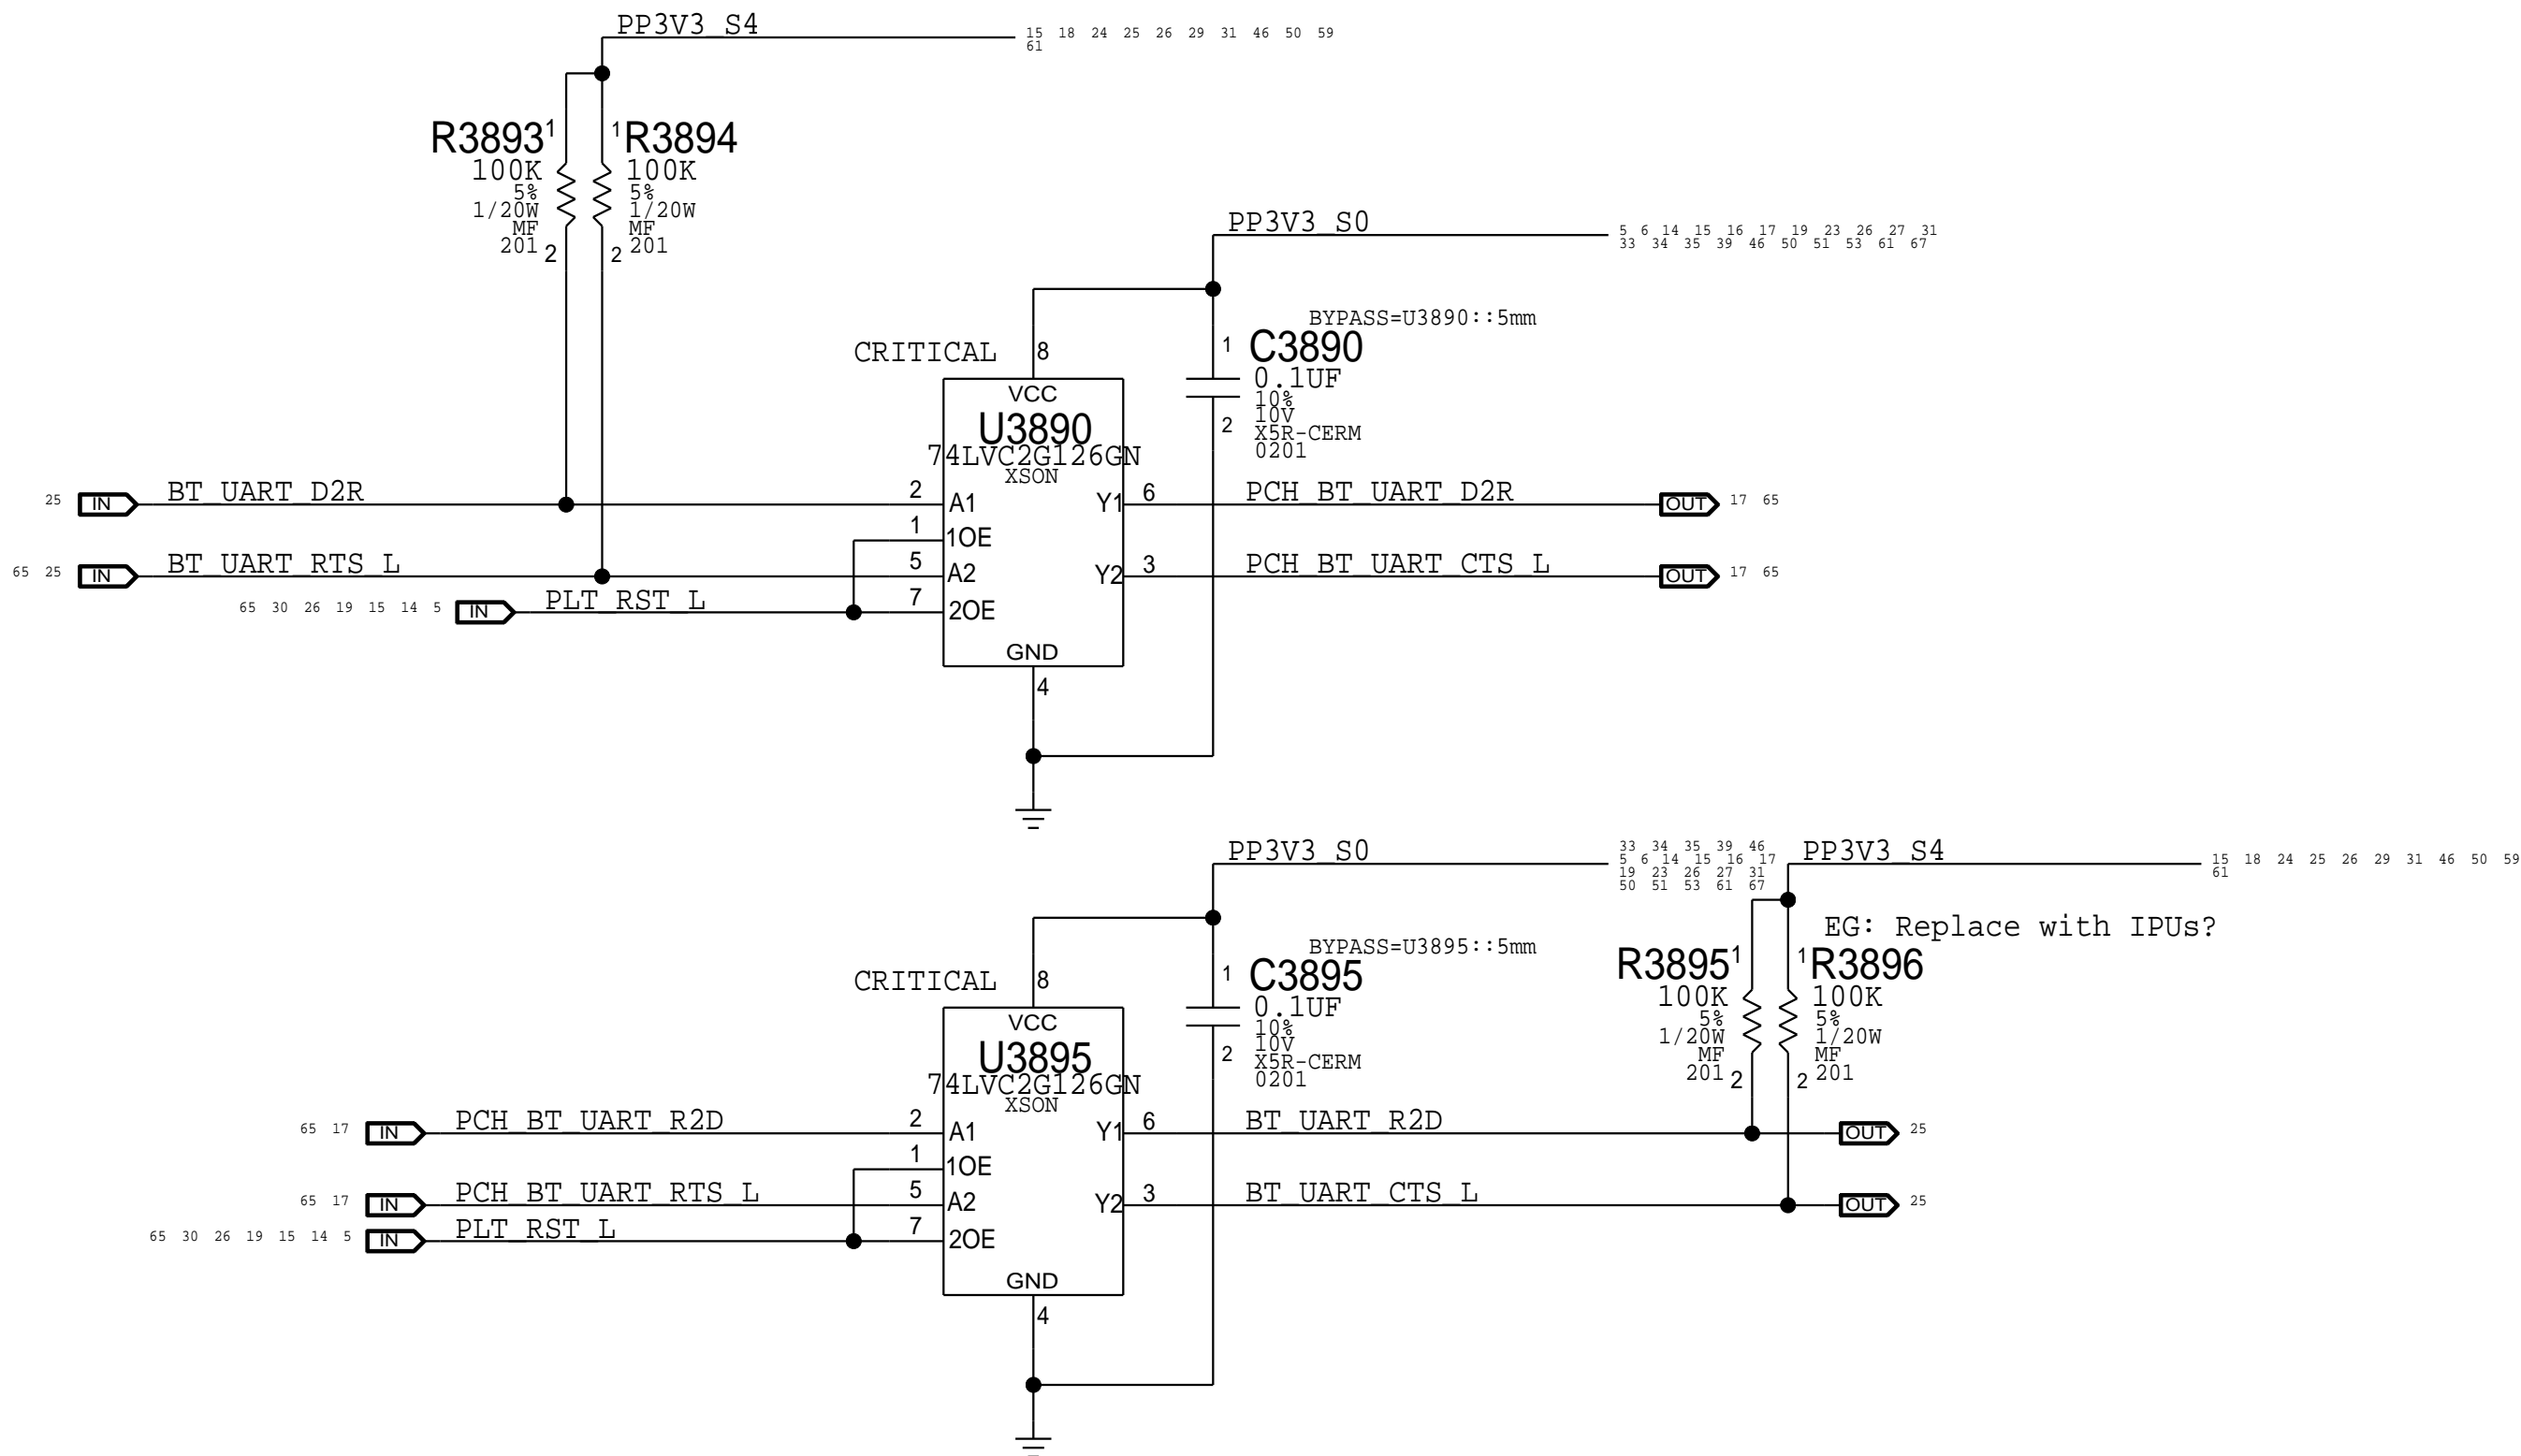 PP3V3_S4
15 18 24 25 26 29 31 46 50 59
61
R3893 1
100K
5%
1/20W
MF
201 2
1 R3894
100K
5%
1/20W
MF
2 201
PP3V3_S0
5 6 14 15 16 17 19 23 26 27 31
33 34 35 39 46 50 51 53 61 67
BYPASS=U3890::5mm
1 C3890
0.1UF
10%
10V
2 X5R-CERM
0201
CRITICAL
8
VCC
U3890
74LVC2G126GN
XSON
25 IN BT_UART_D2R 2 A1 Y1 6 PCH_BT_UART_D2R OUT 17 65
1 1OE
65 25 IN BT_UART_RTS_L 5 A2 Y2 3 PCH_BT_UART_CTS_L OUT 17 65
65 30 26 19 15 14 5 IN PLT_RST_L 7 2OE
GND
4
PP3V3_S0
33 34 35 39 46
5 6 14 15 16 17
19 23 26 27 31
50 51 53 61 67
PP3V3_S4
15 18 24 25 26 29 31 46 50 59
61
EG: Replace with IPUs?
BYPASS=U3895::5mm
1 C3895
0.1UF
10%
10V
2 X5R-CERM
0201
R3895 1
100K
5%
1/20W
MF
201 2
1 R3896
100K
5%
1/20W
MF
2 201
CRITICAL
8
VCC
U3895
74LVC2G126GN
XSON
65 17 IN PCH_BT_UART_R2D 2 A1 Y1 6 BT_UART_R2D OUT 25
1 1OE
65 17 IN PCH_BT_UART_RTS_L 5 A2 Y2 3 BT_UART_CTS_L OUT 25
65 30 26 19 15 14 5 IN PLT_RST_L 7 2OE
GND
4